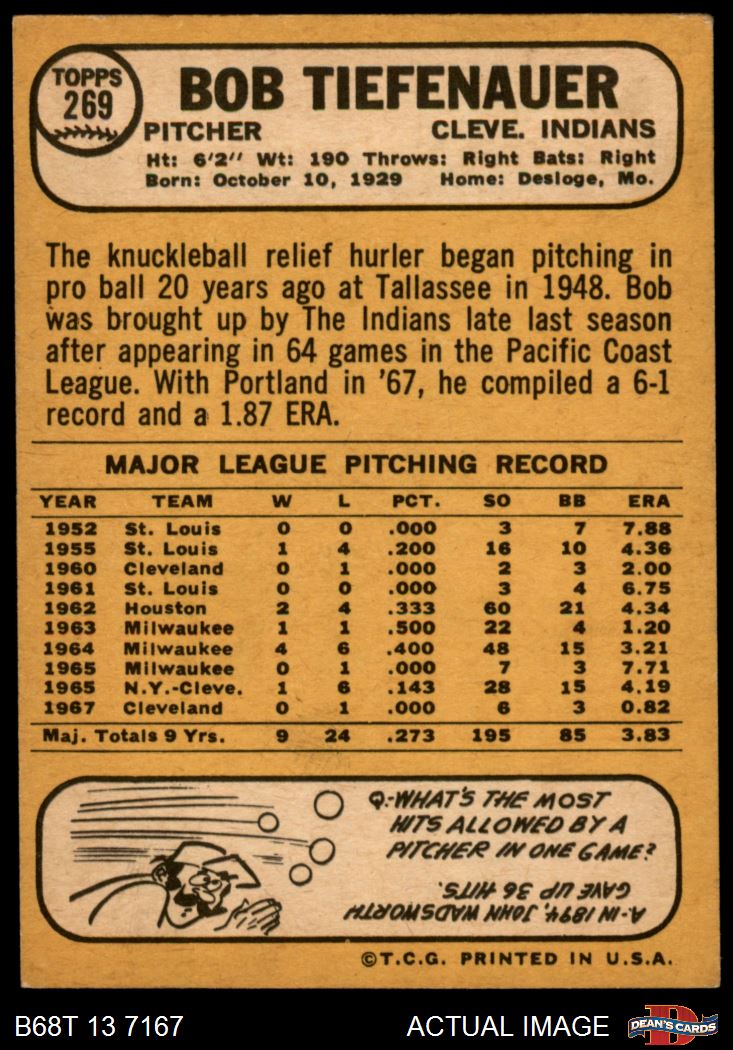 TOPPS
269
BOB TIEFENAUER
PITCHER CLEVE. INDIANS
Ht: 6'2" Wt: 190 Throws: Right Bats: Right
Born: October 10, 1929 Home: Desloge, Mo.
The knuckleball relief hurler began pitching in
pro ball 20 years ago at Tallassee in 1948. Bob
was brought up by The Indians late last season
after appearing in 64 games in the Pacific Coast
League. With Portland in '67, he compiled a 6-1
record and a 1.87 ERA.
MAJOR LEAGUE PITCHING RECORD
YEAR TEAM W L PCT. SO BB ERA
1952 St. Louis 0 0 .000 3 7 7.88
1955 St. Louis 1 4 .200 16 10 4.36
1960 Cleveland 0 1 .000 2 3 2.00
1961 St. Louis 0 0 .000 3 4 6.75
1962 Houston 2 4 .333 60 21 4.34
1963 Milwaukee 1 1 .500 22 4 1.20
1964 Milwaukee 4 6 .400 48 15 3.21
1965 Milwaukee 0 1 .000 7 3 7.71
1965 N.Y.-Cleve. 1 6 .143 28 15 4.19
1967 Cleveland 0 1 .000 6 3 0.82
Maj. Totals 9 Yrs. 9 24 .273 195 85 3.83
Q:-WHAT'S THE MOST
HITS ALLOWED BY A
PITCHER IN ONE GAME?
A:-IN 1894, JOHN WADSWORTH
GAVE UP 36 HITS.
©T.C.G. PRINTED IN U.S.A.
B68T 13 7167 ACTUAL IMAGE DEAN'S CARDS